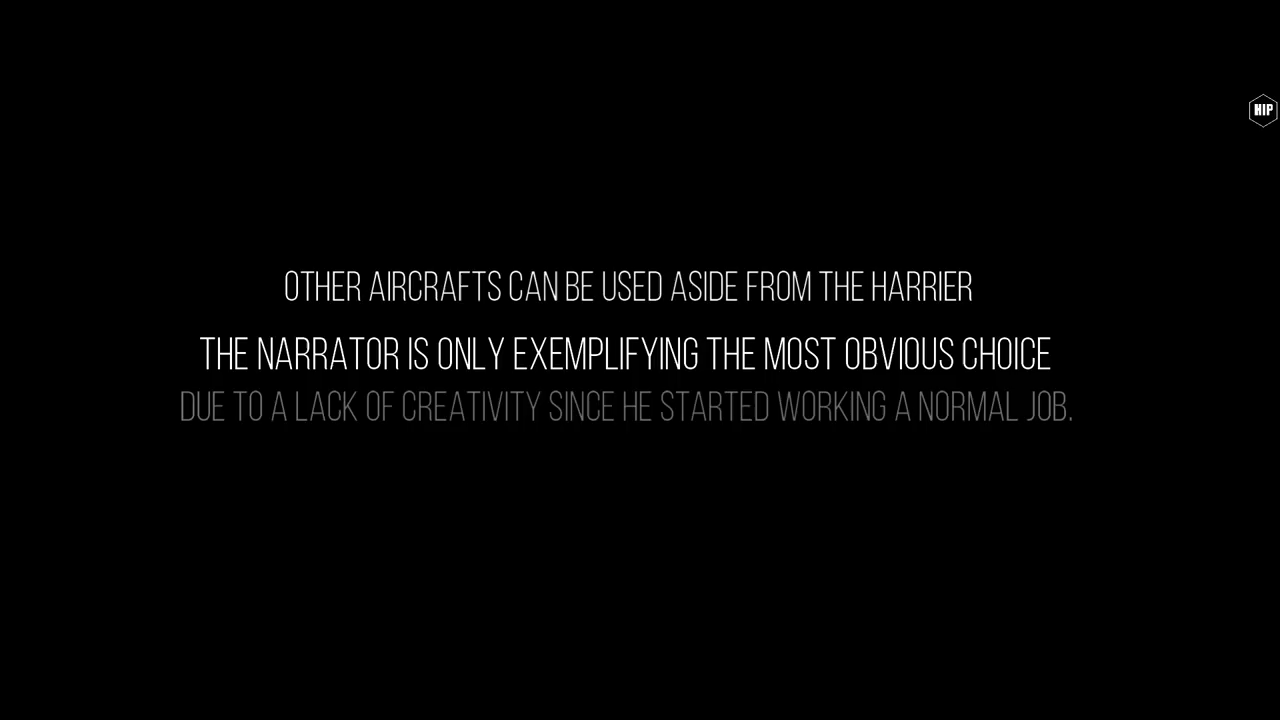 HIP
OTHER AIRCRAFTS CAN BE USED ASIDE FROM THE HARRIER
THE NARRATOR IS ONLY EXEMPLIFYING THE MOST OBVIOUS CHOICE
DUE TO A LACK OF CREATIVITY SINCE HE STARTED WORKING A NORMAL JOB.